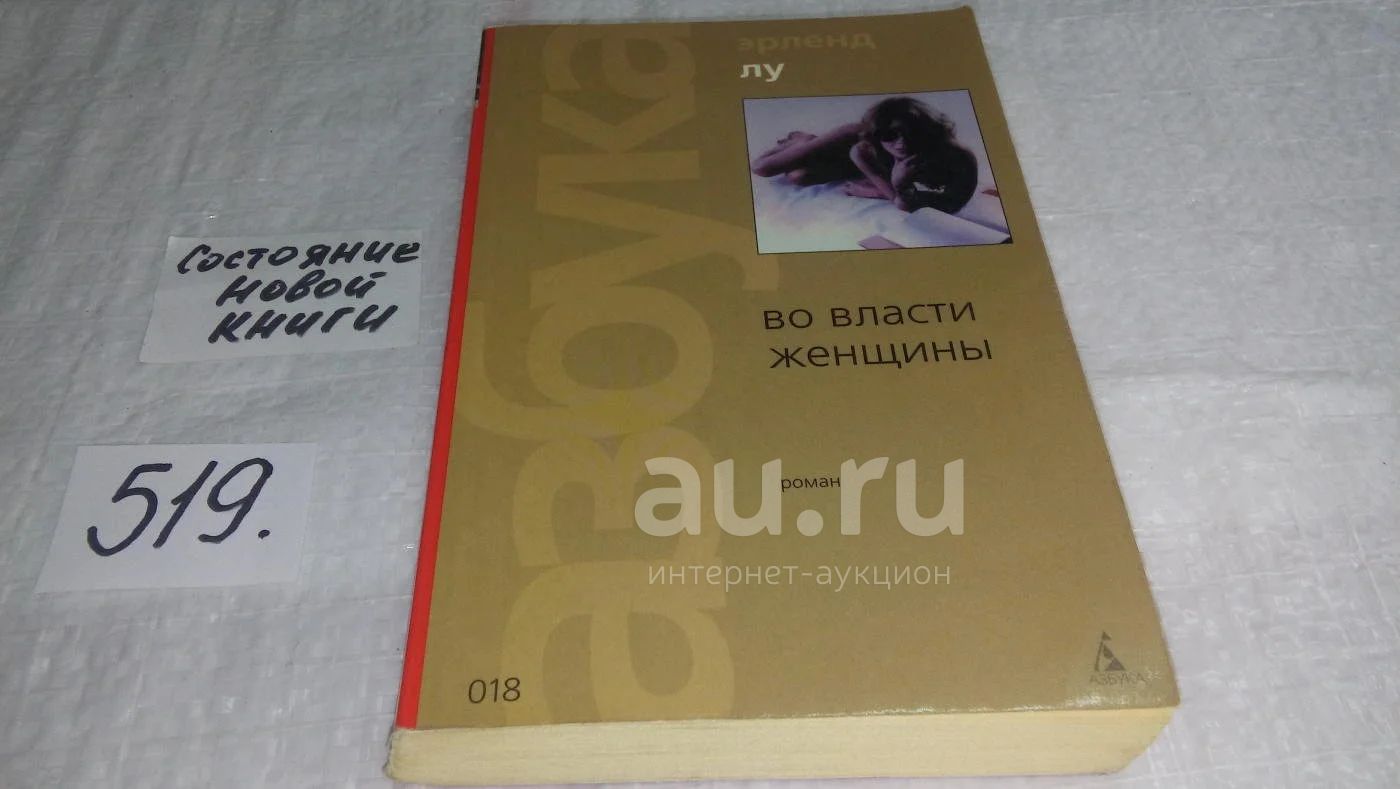 эрленд
лу
азбука
во власти
женщины
роман
018
АЗБУКА
Состояние
новой
книги
519.
au.ru
интернет-аукцион